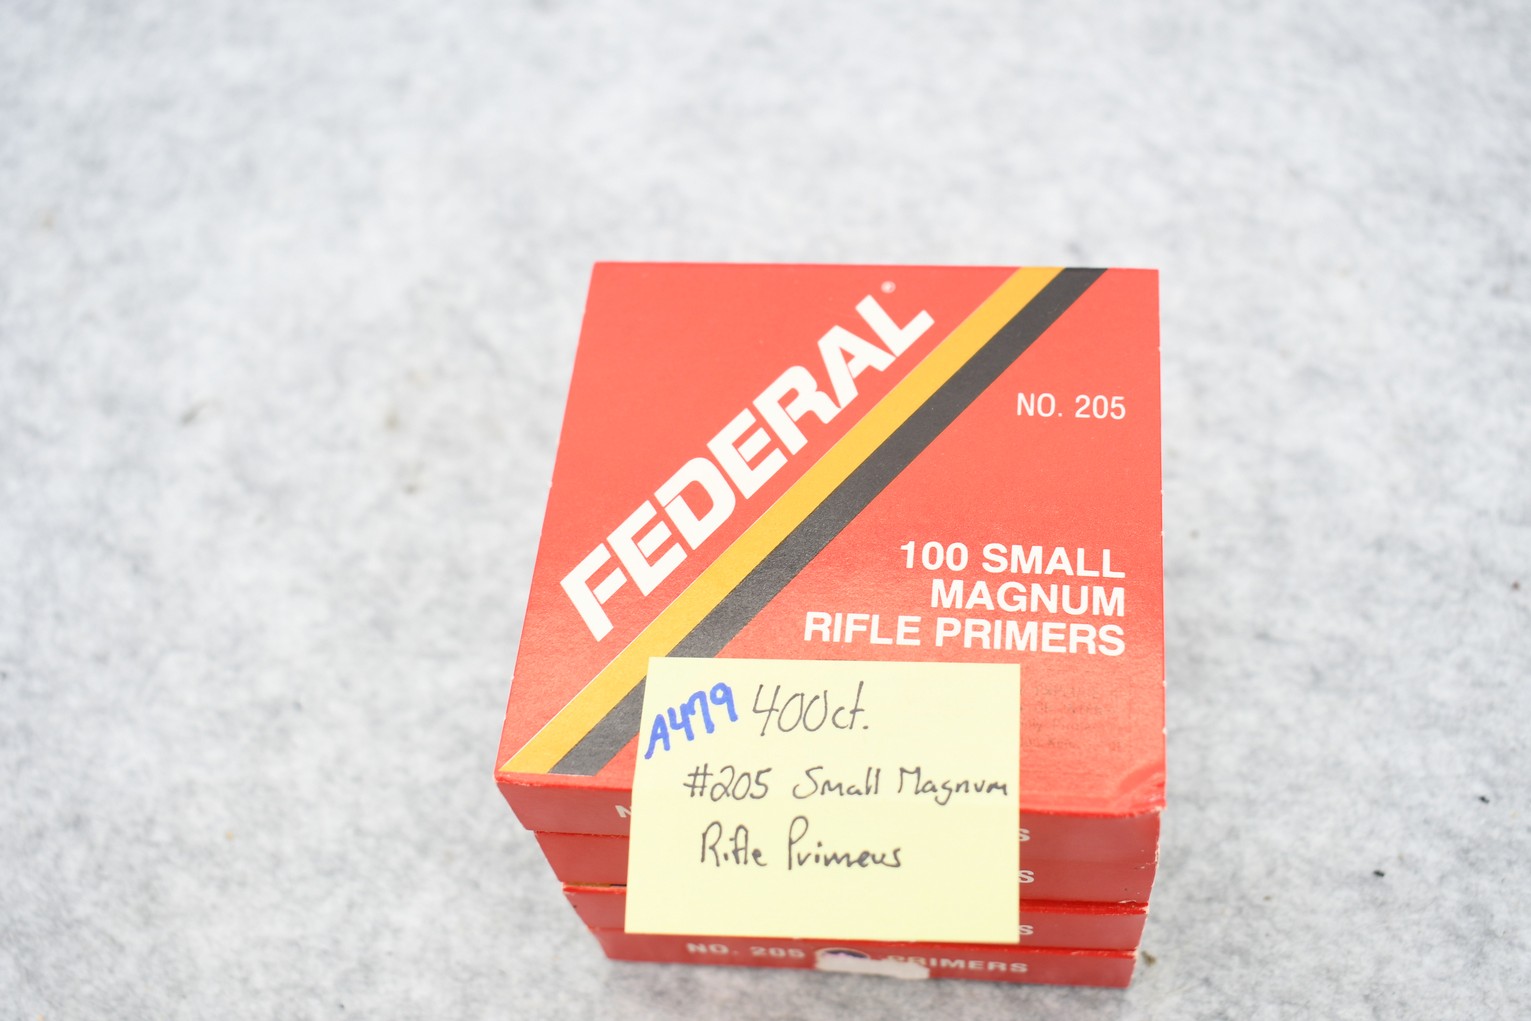 FEDERAL®
NO. 205
100 SMALL
MAGNUM
RIFLE PRIMERS
A479 400ct.
#205 Small Magnum
Rifle Primers
NO. 205 PRIMERS